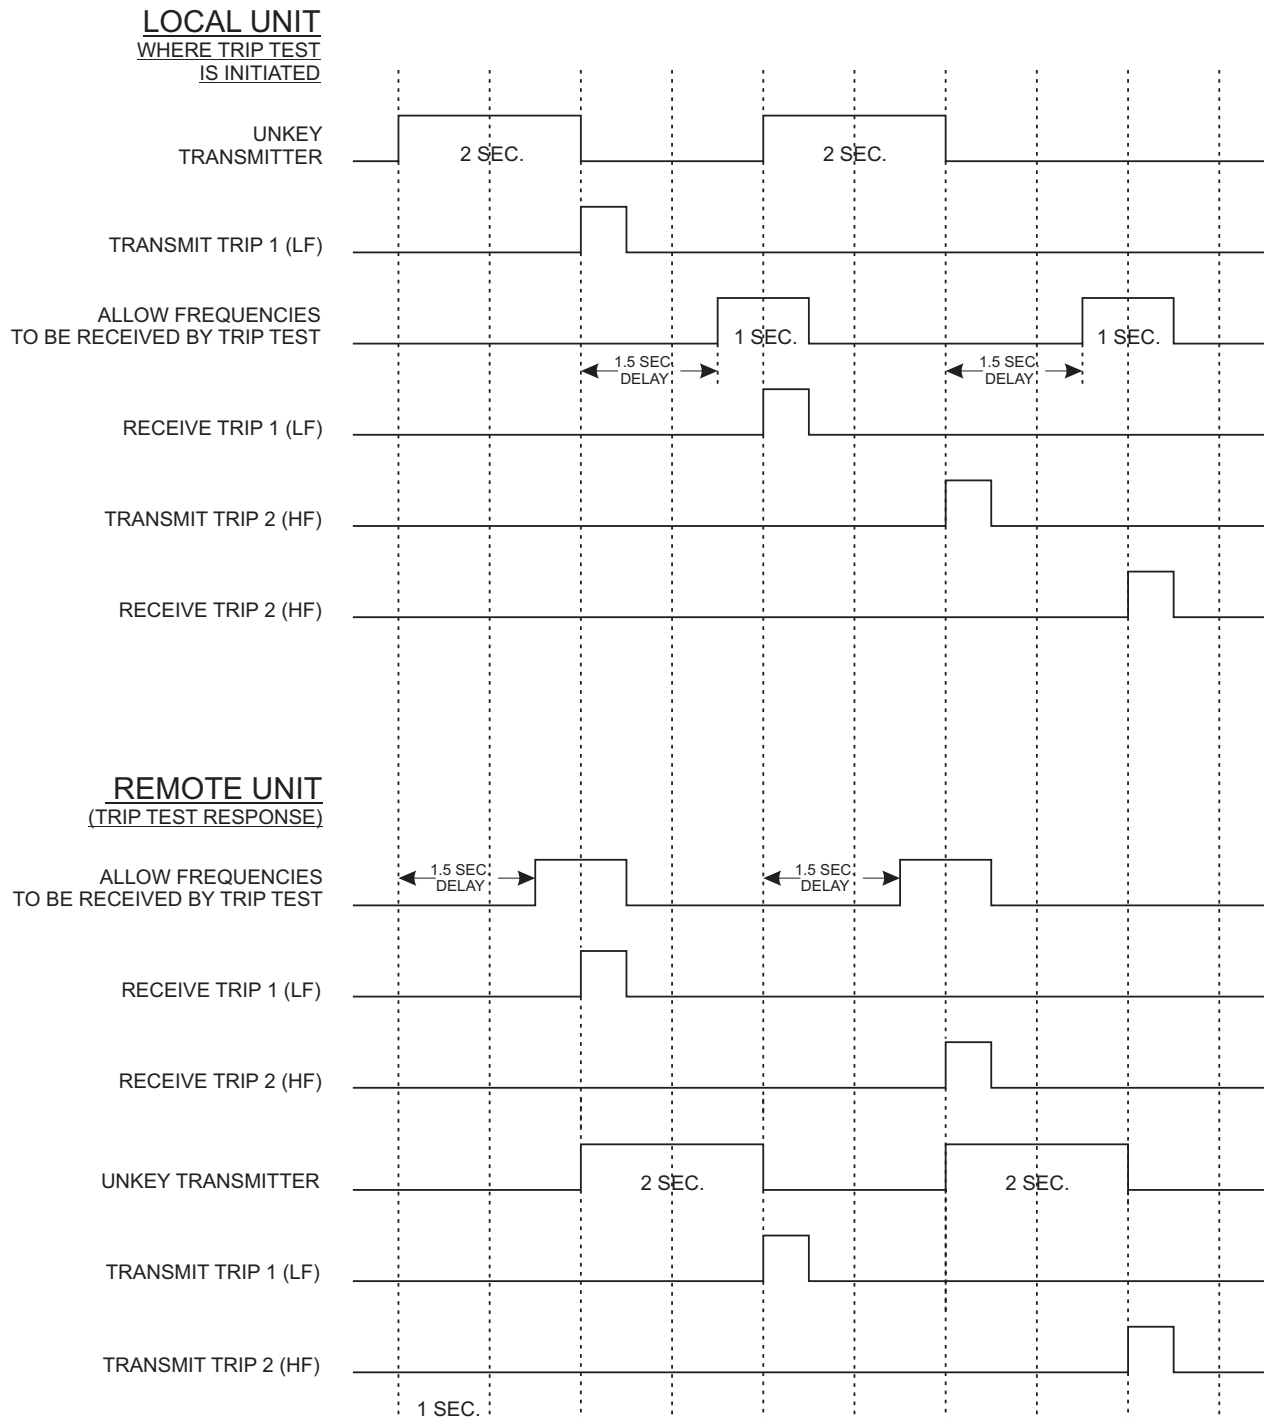 LOCAL UNIT
WHERE TRIP TEST
IS INITIATED
UNKEY
TRANSMITTER
2 SEC.
2 SEC.
TRANSMIT TRIP 1 (LF)
ALLOW FREQUENCIES
TO BE RECEIVED BY TRIP TEST
1 SEC.
1 SEC.
1.5 SEC.
DELAY
1.5 SEC.
DELAY
RECEIVE TRIP 1 (LF)
TRANSMIT TRIP 2 (HF)
RECEIVE TRIP 2 (HF)
REMOTE UNIT
(TRIP TEST RESPONSE)
ALLOW FREQUENCIES
TO BE RECEIVED BY TRIP TEST
1.5 SEC.
DELAY
1.5 SEC.
DELAY
RECEIVE TRIP 1 (LF)
RECEIVE TRIP 2 (HF)
UNKEY TRANSMITTER
2 SEC.
2 SEC.
TRANSMIT TRIP 1 (LF)
TRANSMIT TRIP 2 (HF)
1 SEC.